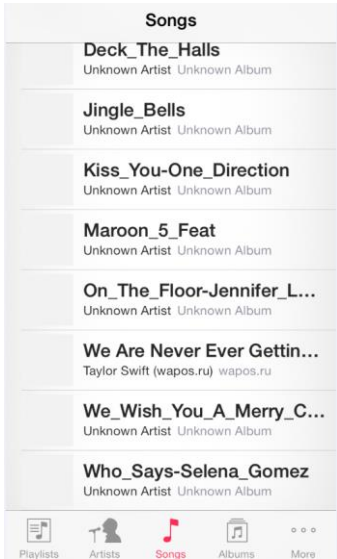 Songs
Deck_The_Halls
Unknown Artist Unknown Album
Jingle_Bells
Unknown Artist Unknown Album
Kiss_You-One_Direction
Unknown Artist Unknown Album
Maroon_5_Feat
Unknown Artist Unknown Album
On_The_Floor-Jennifer_L...
Unknown Artist Unknown Album
We Are Never Ever Gettin...
Taylor Swift (wapos.ru) wapos.ru
We_Wish_You_A_Merry_C...
Unknown Artist Unknown Album
Who_Says-Selena_Gomez
Unknown Artist Unknown Album
Playlists Artists Songs Albums More